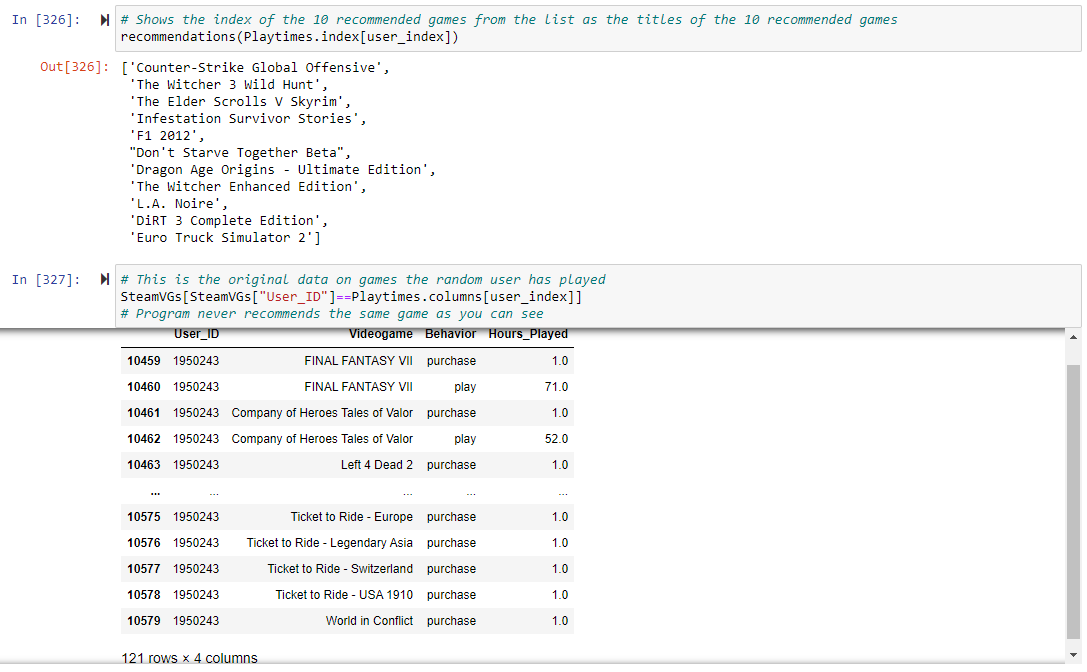 In [326]: # Shows the index of the 10 recommended games from the list as the titles of the 10 recommended games
recommendations(Playtimes.index[user_index])
Out[326]: ['Counter-Strike Global Offensive',
'The Witcher 3 Wild Hunt',
'The Elder Scrolls V Skyrim',
'Infestation Survivor Stories',
'F1 2012',
"Don't Starve Together Beta",
'Dragon Age Origins - Ultimate Edition',
'The Witcher Enhanced Edition',
'L.A. Noire',
'DiRT 3 Complete Edition',
'Euro Truck Simulator 2']
In [327]: # This is the original data on games the random user has played
SteamVGs[SteamVGs["User_ID"]==Playtimes.columns[user_index]]
# Program never recommends the same game as you can see
User_ID Videogame Behavior Hours_Played
10459 1950243 FINAL FANTASY VII purchase 1.0
10460 1950243 FINAL FANTASY VII play 71.0
10461 1950243 Company of Heroes Tales of Valor purchase 1.0
10462 1950243 Company of Heroes Tales of Valor play 52.0
10463 1950243 Left 4 Dead 2 purchase 1.0
... ... ... ... ...
10575 1950243 Ticket to Ride - Europe purchase 1.0
10576 1950243 Ticket to Ride - Legendary Asia purchase 1.0
10577 1950243 Ticket to Ride - Switzerland purchase 1.0
10578 1950243 Ticket to Ride - USA 1910 purchase 1.0
10579 1950243 World in Conflict purchase 1.0
121 rows × 4 columns